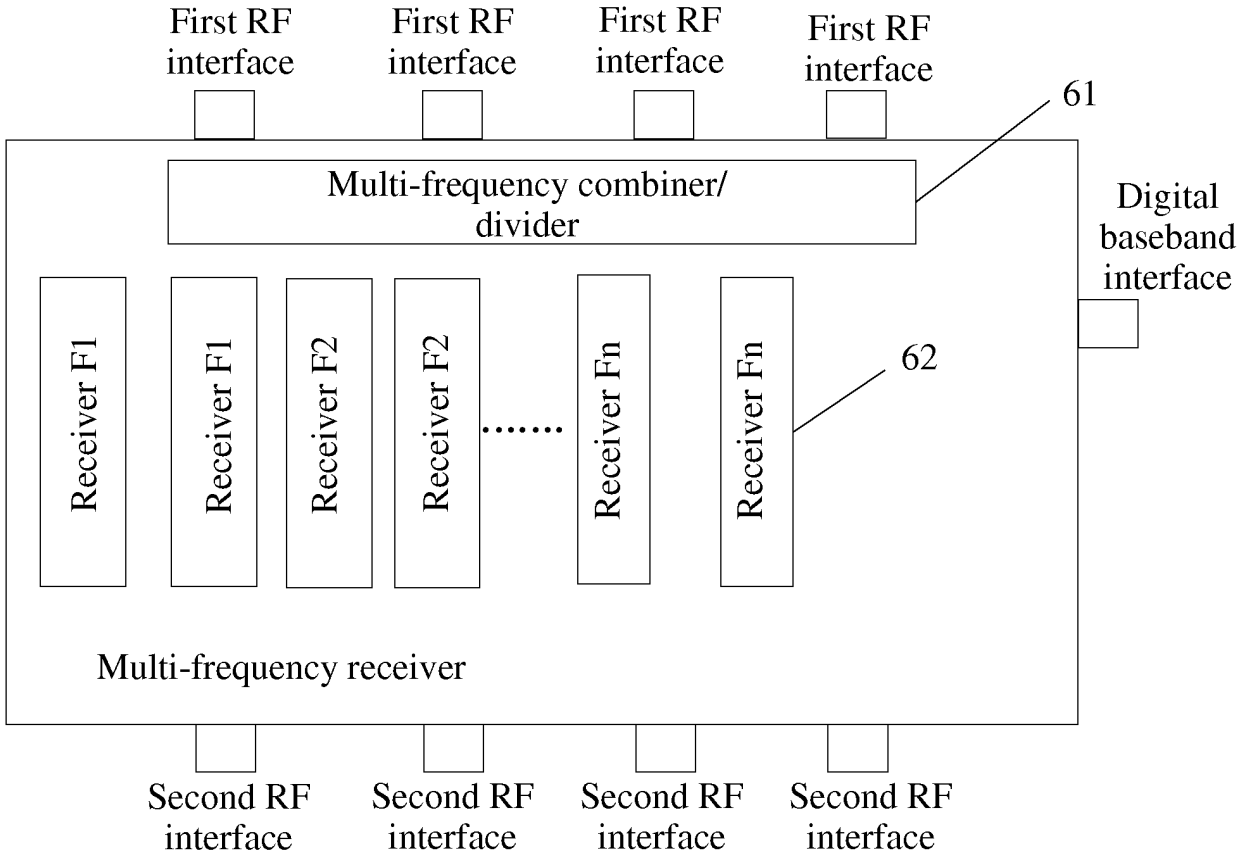 First RF
interface
First RF
interface
First RF
interface
First RF
interface
61
Multi-frequency combiner/
divider
Digital
baseband
interface
Receiver F1
Receiver F1
Receiver F2
Receiver F2
.......
Receiver Fn
Receiver Fn
62
Multi-frequency receiver
Second RF
interface
Second RF
interface
Second RF
interface
Second RF
interface